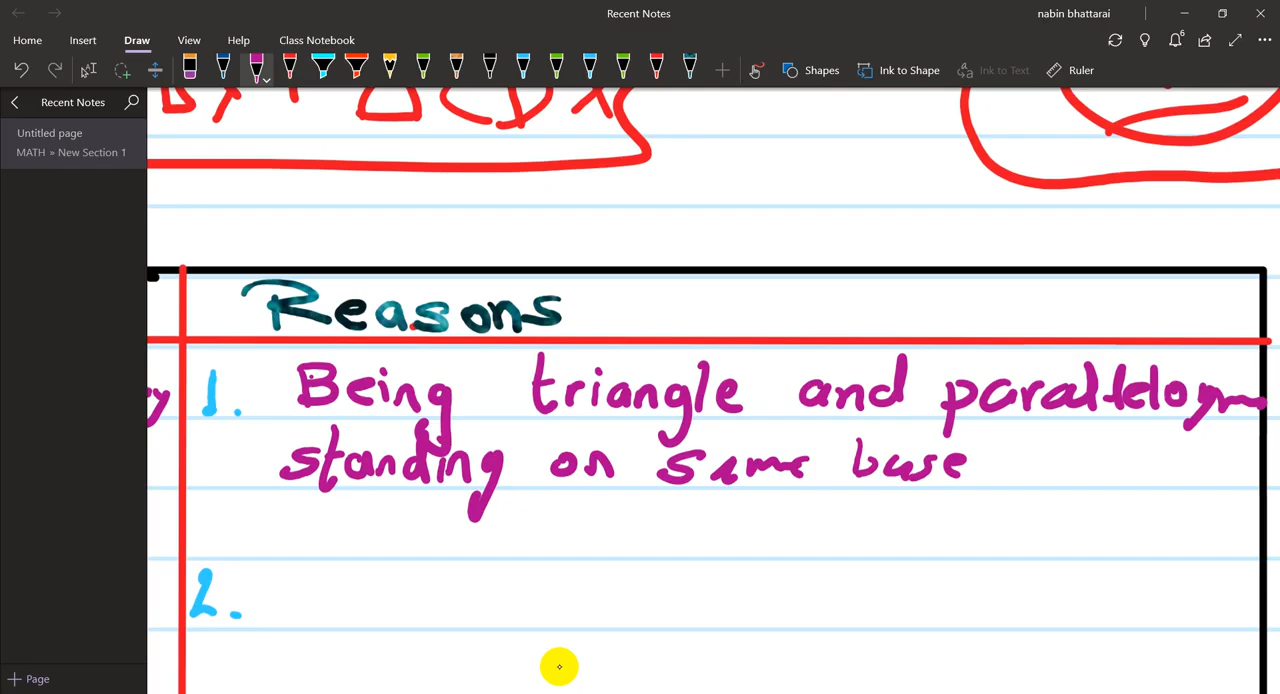 Recent Notes
nabin bhattarai
Home Insert Draw View Help Class Notebook
6
Shapes Ink to Shape Ink to Text Ruler
Recent Notes
Untitled page
MATH » New Section 1
Reasons
1. Being triangle and parallelogm
standing on same base
2.
Page